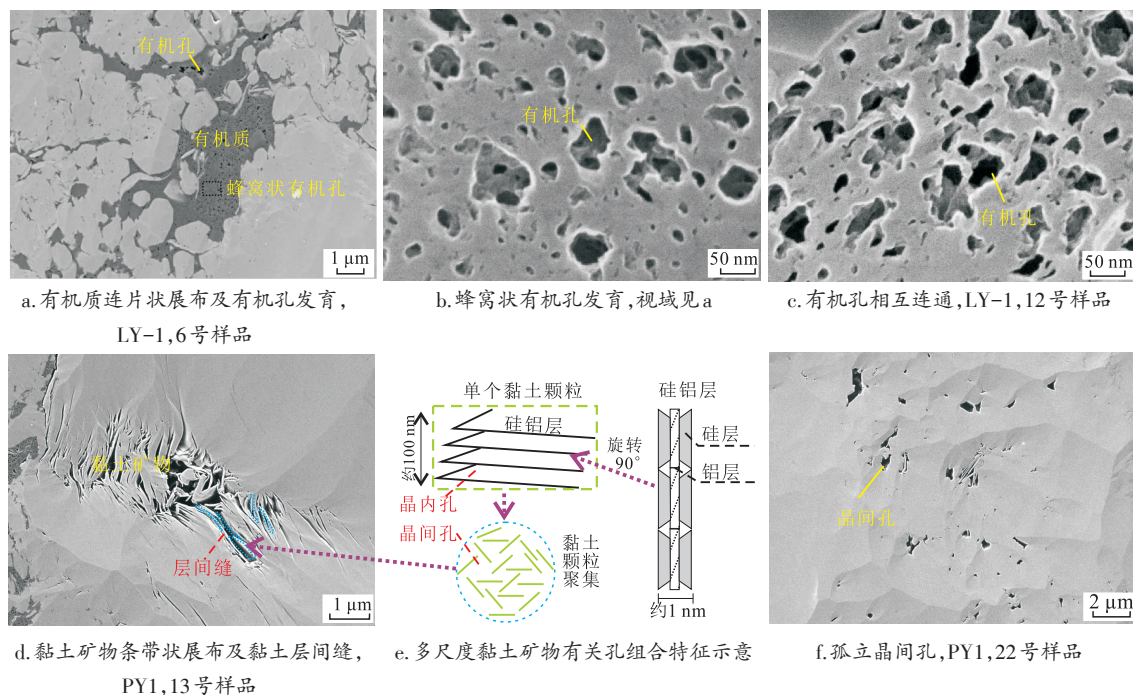 有机孔
有机质
蜂窝状有机孔
1 μm
有机孔
50 nm
有机孔
50 nm
a.有机质连片状展布及有机孔发育,
LY-1,6号样品
b.蜂窝状有机孔发育,视域见a
c.有机孔相互连通,LY-1,12号样品
黏土矿物
层间缝
1 μm
单个黏土颗粒
硅铝层
约100 nm
晶内孔
晶间孔
黏土
颗粒
聚集
旋转
90°
硅铝层
硅层
铝层
约1 nm
晶间孔
2 μm
d.黏土矿物条带状展布及黏土层间缝,
PY1,13号样品
e.多尺度黏土矿物有关孔组合特征示意
f.孤立晶间孔,PY1,22号样品